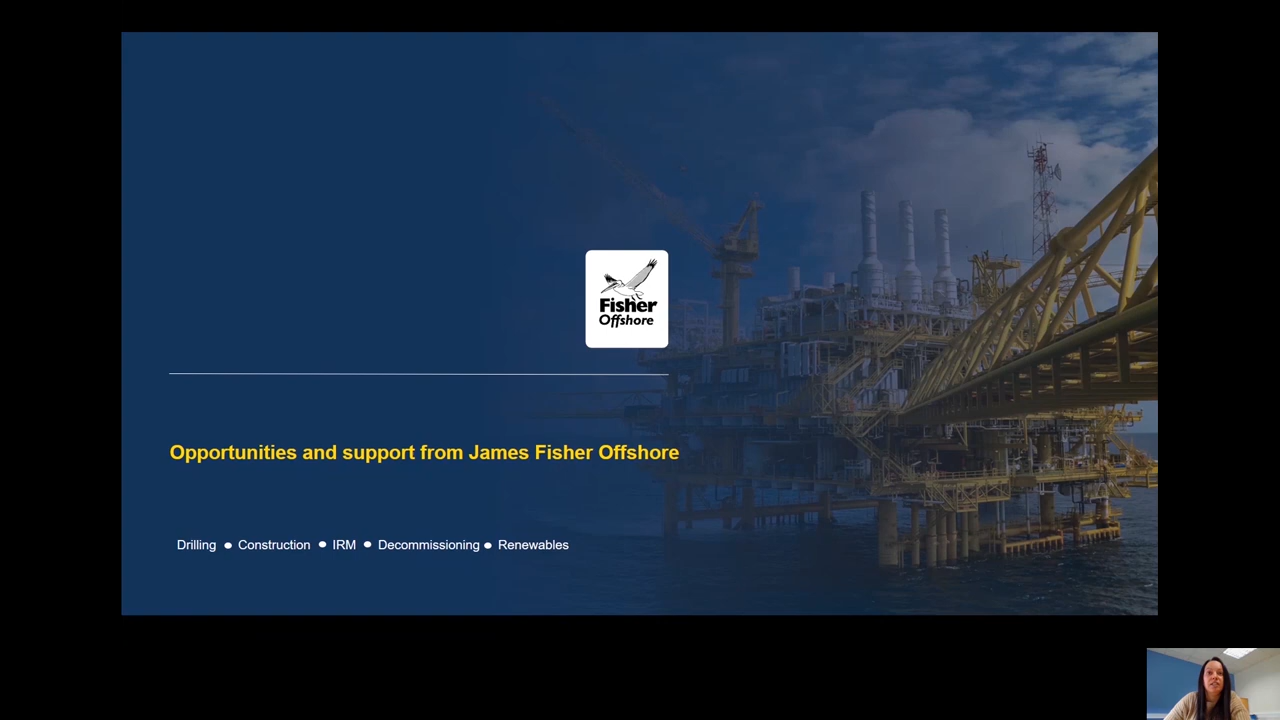 Fisher
Offshore
Opportunities and support from James Fisher Offshore
Drilling ● Construction ● IRM ● Decommissioning ● Renewables